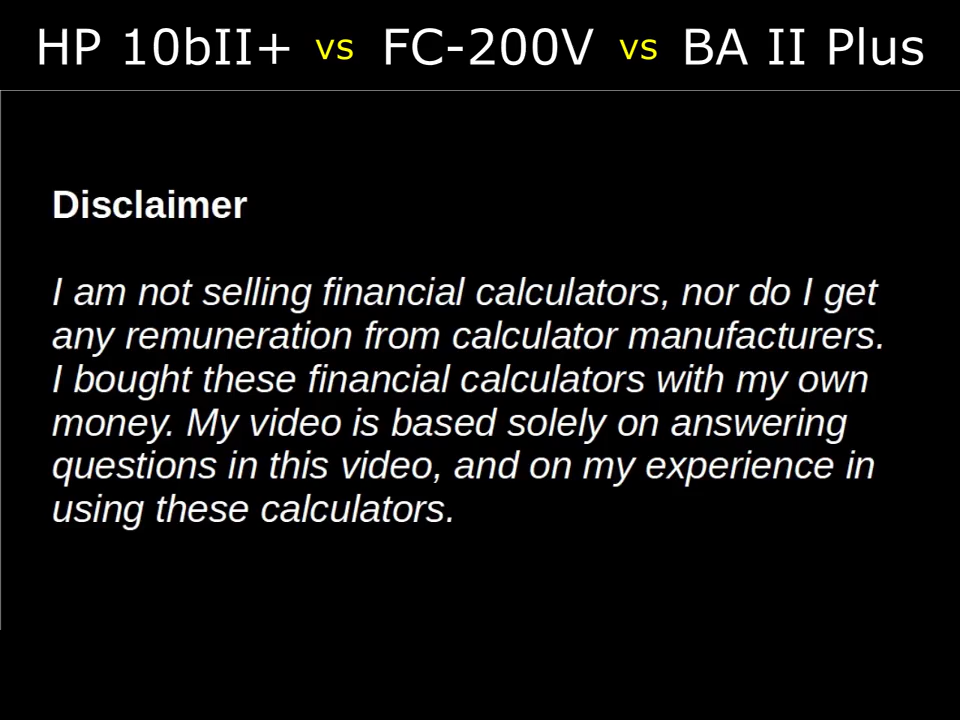 HP 10bII+ vs FC-200V vs BA II Plus
Disclaimer
I am not selling financial calculators, nor do I get
any remuneration from calculator manufacturers.
I bought these financial calculators with my own
money. My video is based solely on answering
questions in this video, and on my experience in
using these calculators.